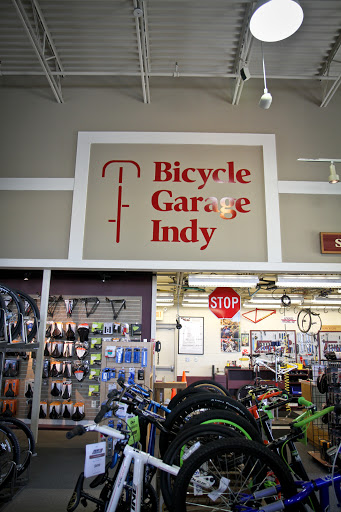 Bicycle
Garage
Indy
S
STOP